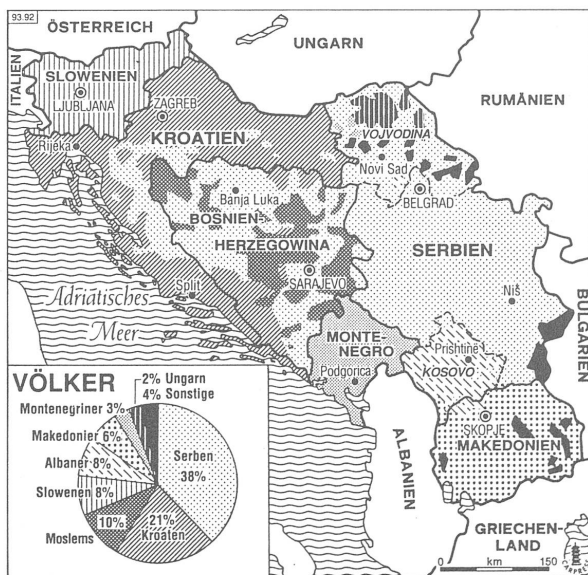 93.92
ÖSTERREICH
UNGARN
ITALIEN
SLOWENIEN
LJUBLJANA
ZAGREB
RUMÄNIEN
KROATIEN
VOJVODINA
Rijeka
Novi Sad
Banja Luka
BELGRAD
BOSNIEN-
HERZEGOWINA
SERBIEN
SARAJEVO
Adriatisches
Meer
Split
Niš
BULGARIEN
MONTE-
NEGRO
Prishtine
KOSOVO
Podgorica
SKOPJE
MAKEDONIEN
ALBANIEN
GRIECHEN-
LAND
0 km 150
VÖLKER
2% Ungarn
4% Sonstige
Montenegriner 3%
Makedonier 6%
Serben
38%
Albaner 8%
Slowenen 8%
10%
Moslems
21%
Kroaten